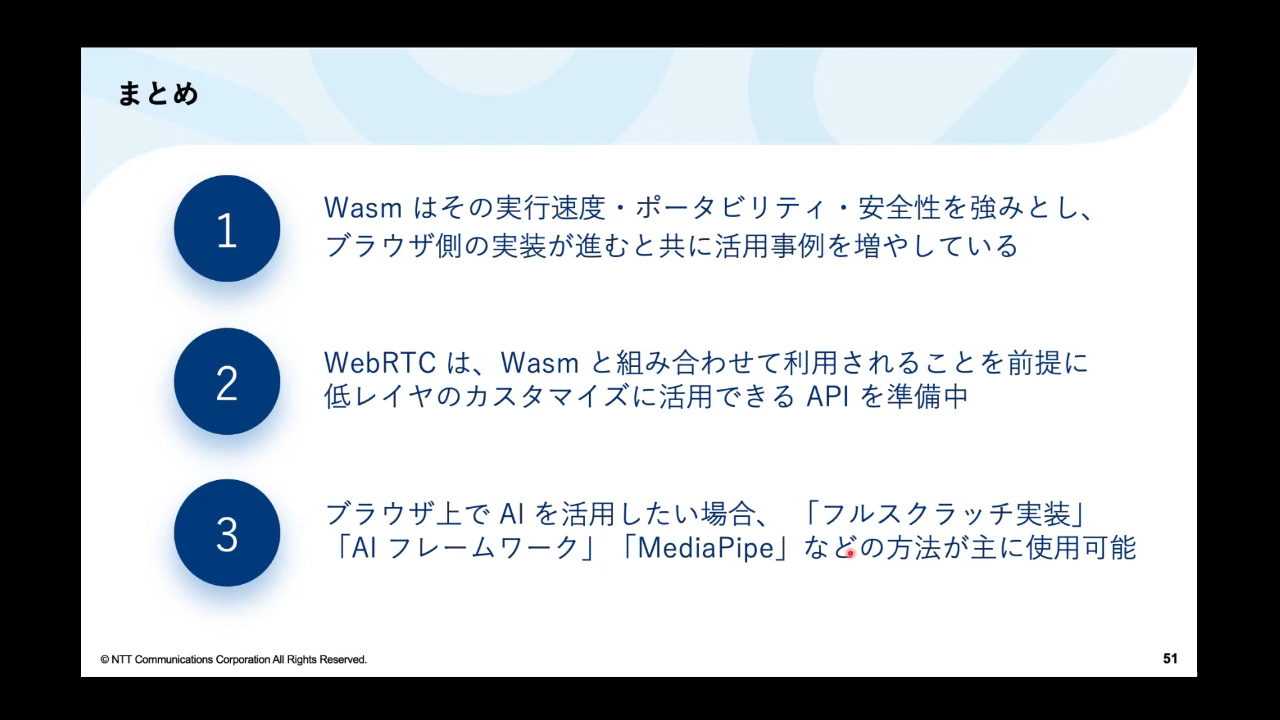 まとめ
1
Wasm はその実行速度・ポータビリティ・安全性を強みとし、
ブラウザ側の実装が進むと共に活用事例を増やしている
2
WebRTC は、Wasm と組み合わせて利用されることを前提に
低レイヤのカスタマイズに活用できる API を準備中
3
ブラウザ上で AI を活用したい場合、 「フルスクラッチ実装」
「AI フレームワーク」「MediaPipe」などの方法が主に使用可能
© NTT Communications Corporation All Rights Reserved.
51